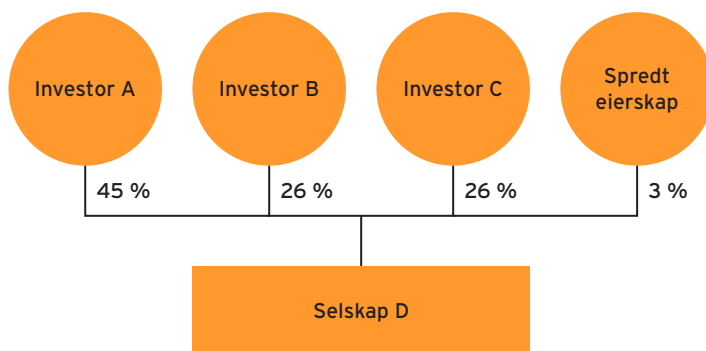 Investor A
Investor B
Investor C
Spredt
eierskap
45 %
26 %
26 %
3 %
Selskap D